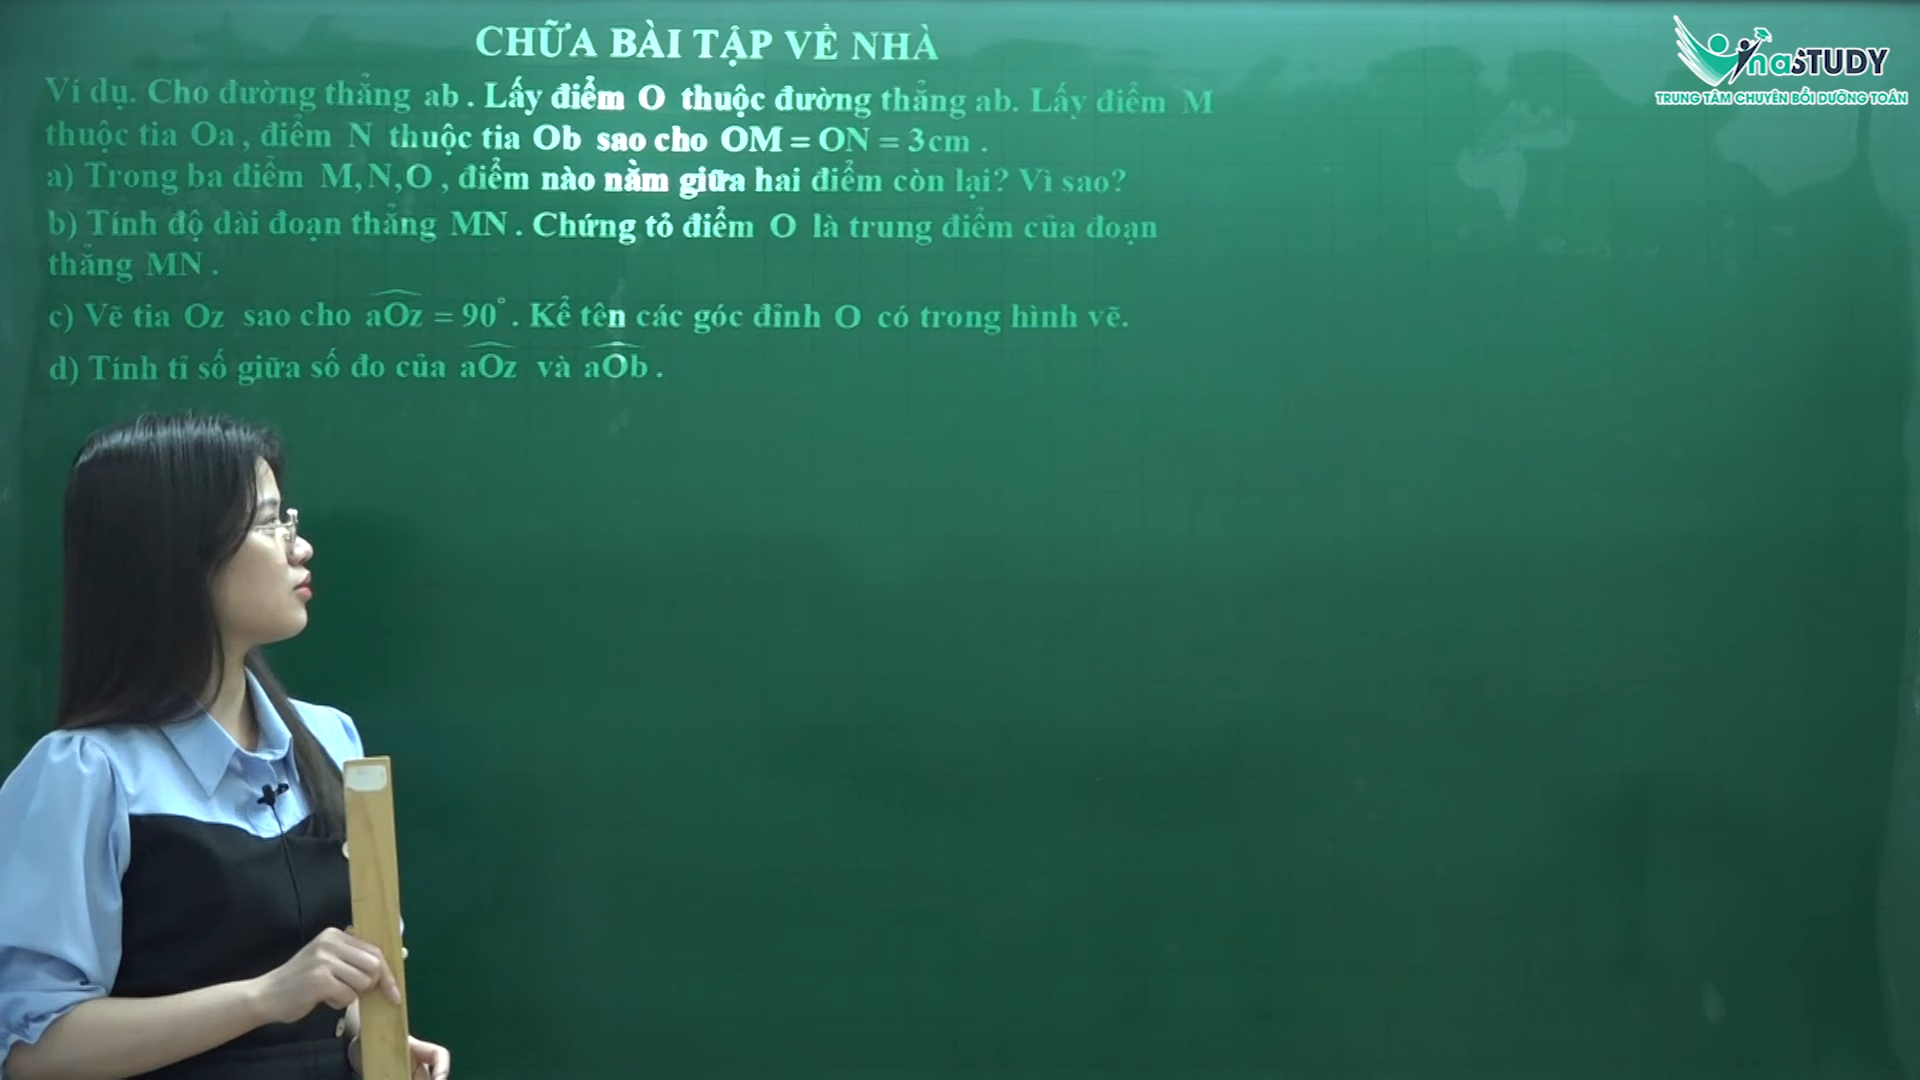 CHỮA BÀI TẬP VỀ NHÀ
Ví dụ. Cho đường thẳng ab. Lấy điểm O thuộc đường thẳng ab. Lấy điểm M
thuộc tia Oa, điểm N thuộc tia Ob sao cho OM = ON = 3cm.
a) Trong ba điểm M, N, O, điểm nào nằm giữa hai điểm còn lại? Vì sao?
b) Tính độ dài đoạn thẳng MN. Chứng tỏ điểm O là trung điểm của đoạn
thẳng MN.
c) Vẽ tia Oz sao cho \widehat{aOz} = 90°. Kể tên các góc đỉnh O có trong hình vẽ.
d) Tính tỉ số giữa số đo của \widehat{aOz} và \widehat{aOb}.
VinaSTUDY
TRUNG TÂM CHUYÊN BỒI DƯỠNG TOÁN